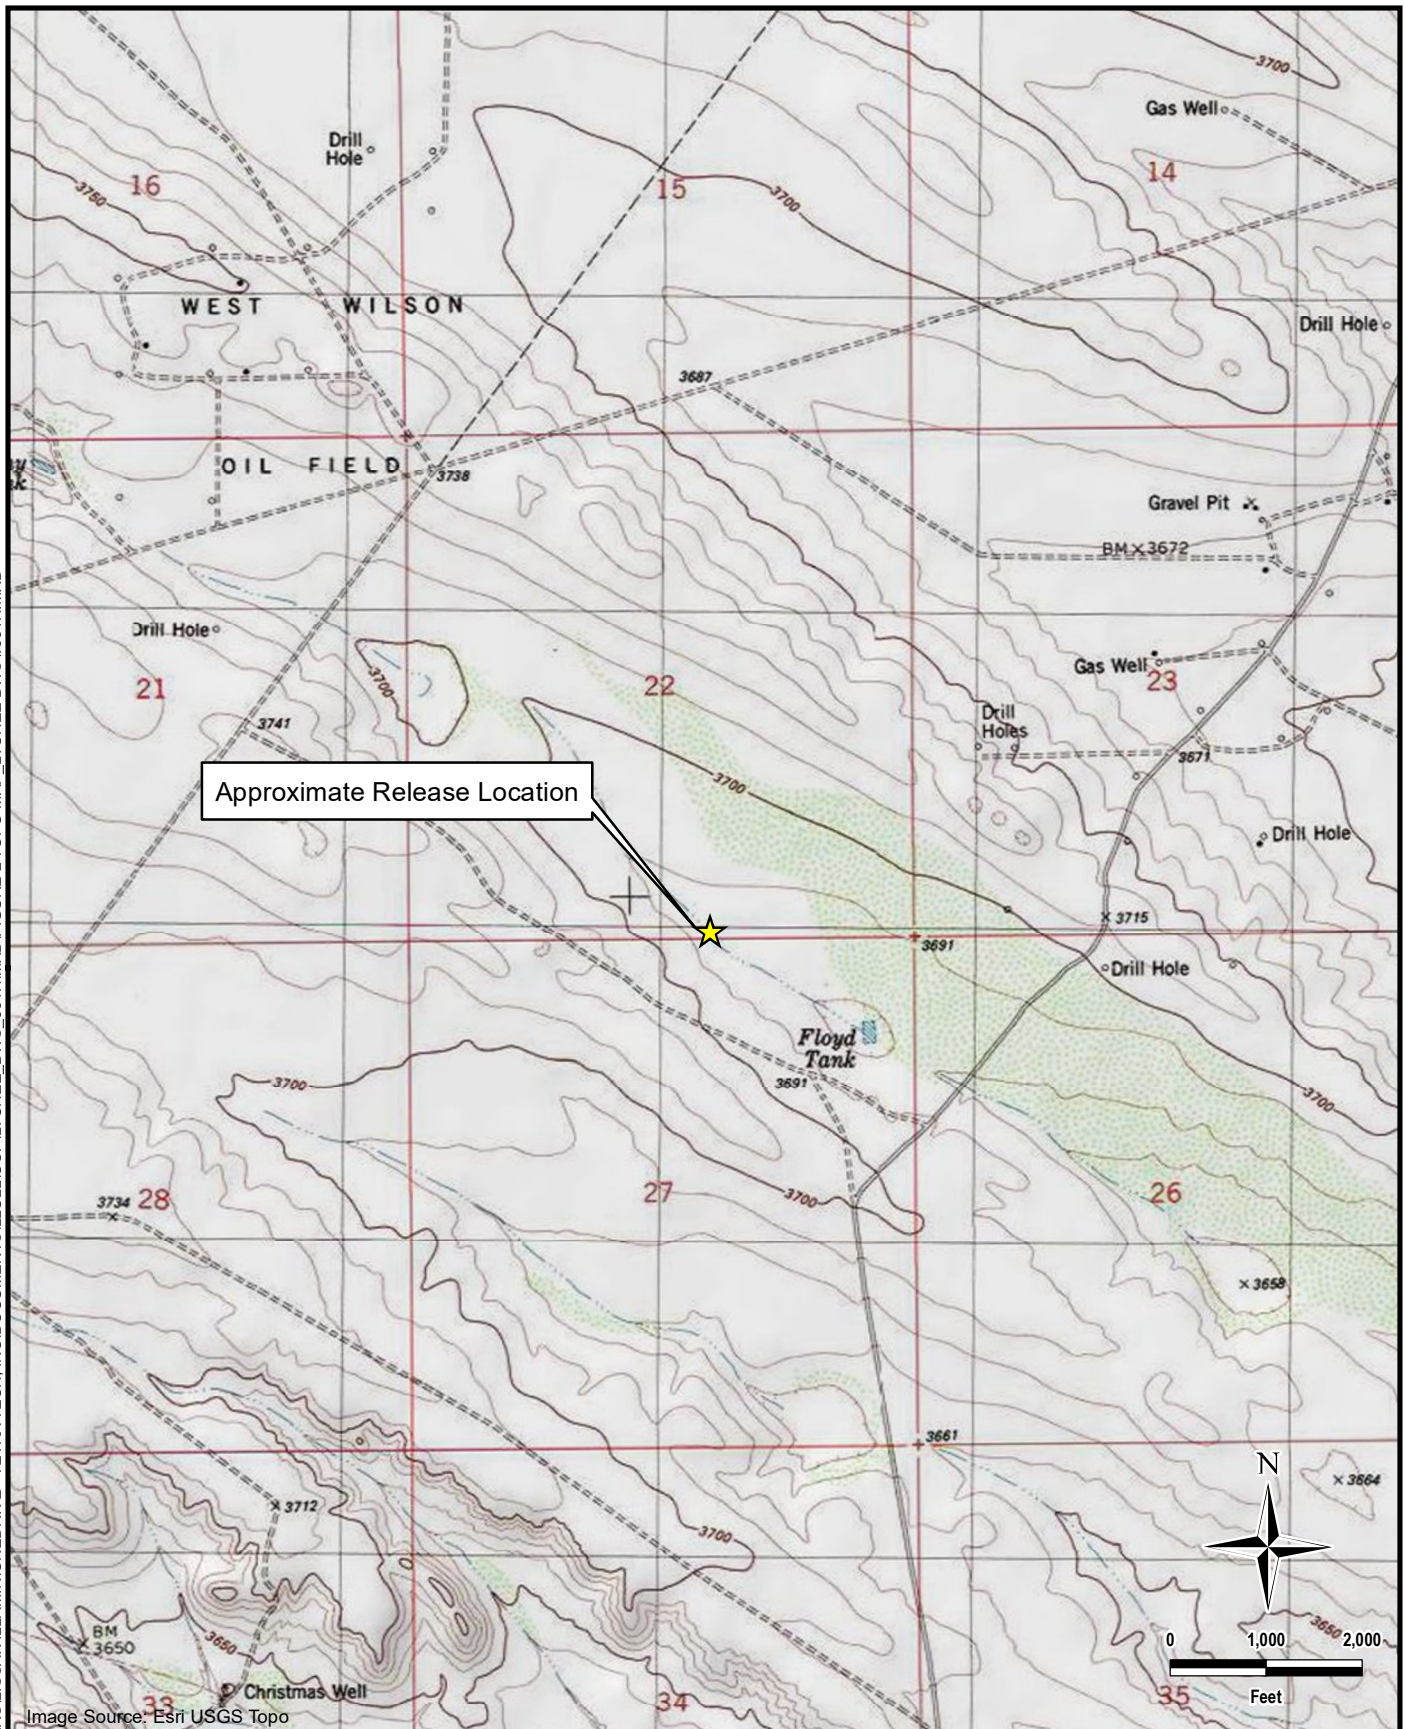 3700
Gas Well
Drill
Hole
16
15
14
3750
3700
WEST WILSON
Drill Hole
3687
OIL FIELD
3738
Gravel Pit
BM 3672
Drill Hole
21
22
Gas Well
23
3700
Drill
Holes
3741
3671
Approximate Release Location
3700
Drill Hole
3715
3691
Drill Hole
Floyd
Tank
3691
3700
3700
28
27
26
3734
3700
3658
3661
N
3664
3712
3700
0 1,000 2,000
Feet
BM
3650
3650
3650
Christmas Well
33
34
35
Image Source: Esri USGS Topo